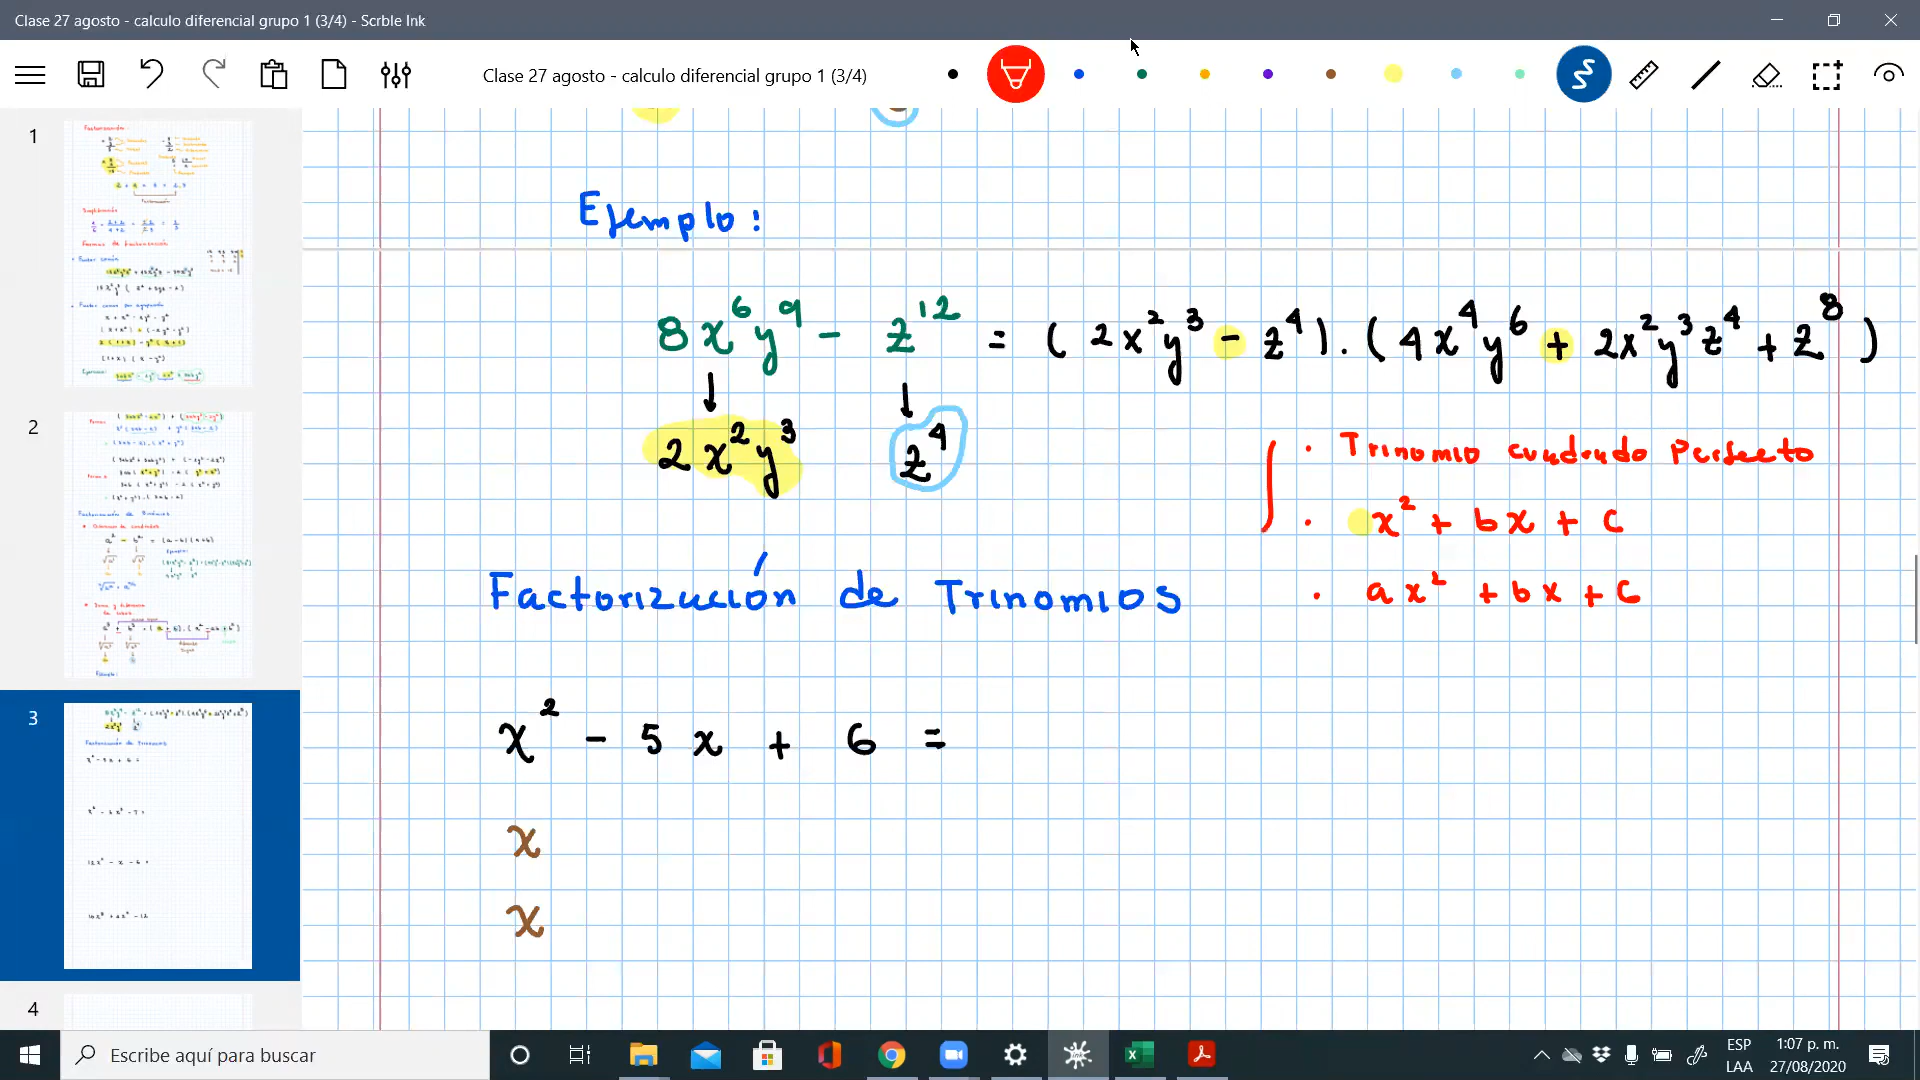 Clase 27 agosto - calculo diferencial grupo 1 (3/4) - Scrble Ink
Clase 27 agosto - calculo diferencial grupo 1 (3/4)
1
2
3
4
Ejemplo:
8x⁶y⁹ - z¹² = (2x²y³ - z⁴).(4x⁴y⁶ + 2x²y³z⁴ + z⁸)
2x²y³ z⁴
· Trinomio cuadrado Perfecto
· x² + bx + c
· ax² + bx + c
Factorización de Trinomios
x² - 5x + 6 =
x
x
Escribe aquí para buscar
ESP
LAA
1:07 p. m.
27/08/2020